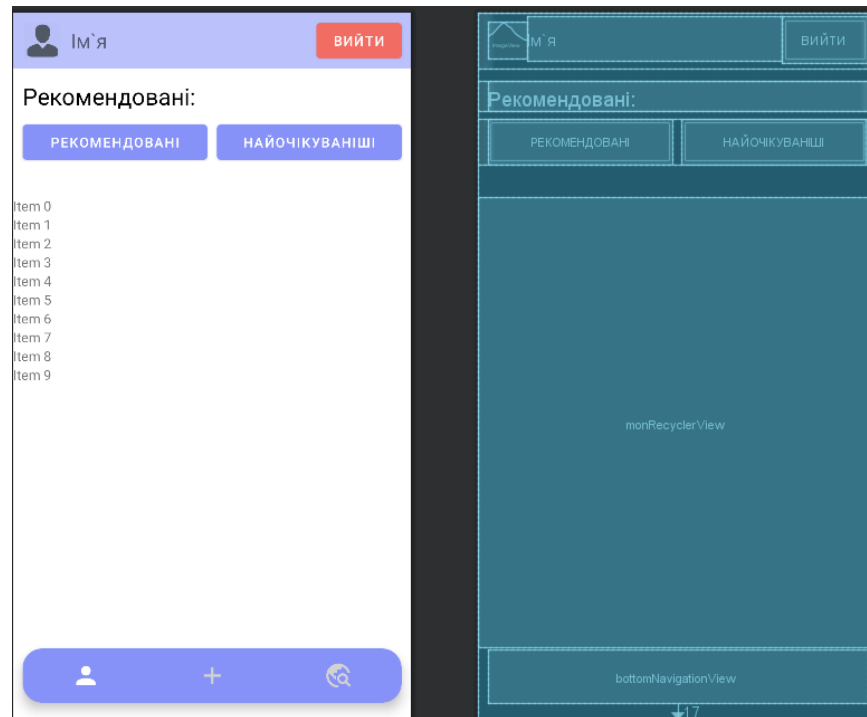 Ім`я
ВИЙТИ
Рекомендовані:
РЕКОМЕНДОВАНІ
НАЙОЧІКУВАНІШІ
Item 0
Item 1
Item 2
Item 3
Item 4
Item 5
Item 6
Item 7
Item 8
Item 9
ImageView
Ім`я
ВИЙТИ
Рекомендовані:
РЕКОМЕНДОВАНІ
НАЙОЧІКУВАНІШІ
monRecyclerView
bottomNavigationView
17